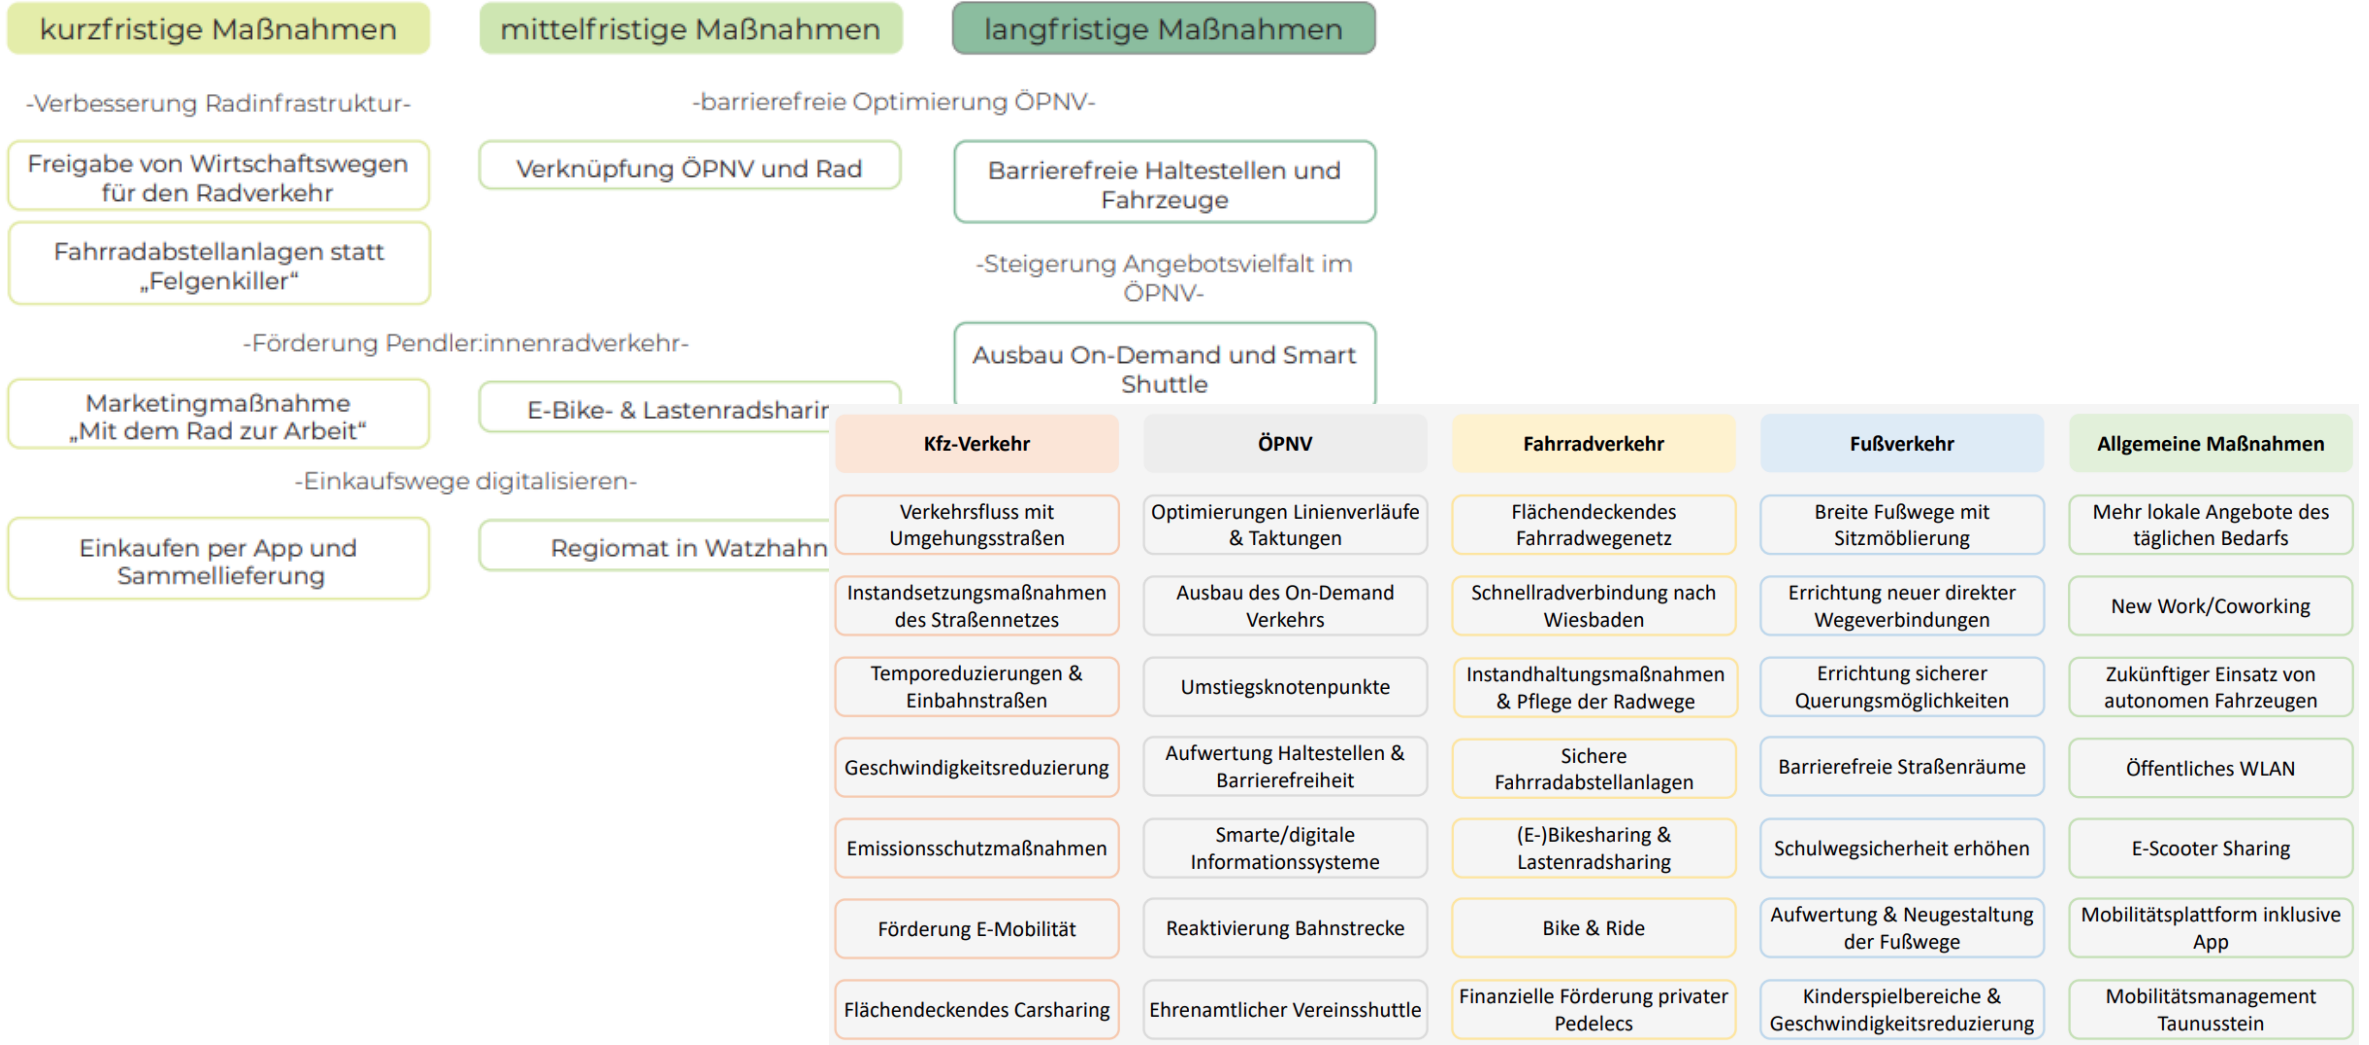 kurzfristige Maßnahmen
mittelfristige Maßnahmen
langfristige Maßnahmen
-Verbesserung Radinfrastruktur-
-barrierefreie Optimierung ÖPNV-
Freigabe von Wirtschaftswegen
für den Radverkehr
Verknüpfung ÖPNV und Rad
Barrierefreie Haltestellen und
Fahrzeuge
Fahrradabstellanlagen statt
„Felgenkiller“
-Steigerung Angebotsvielfalt im
ÖPNV-
-Förderung Pendler:innenradverkehr-
Ausbau On-Demand und Smart
Shuttle
Marketingmaßnahme
„Mit dem Rad zur Arbeit“
E-Bike- & Lastenradsharin
-Einkaufswege digitalisieren-
Einkaufen per App und
Sammellieferung
Regiomat in Watzhahn
Kfz-Verkehr
ÖPNV
Fahrradverkehr
Fußverkehr
Allgemeine Maßnahmen
Verkehrsfluss mit
Umgehungsstraßen
Optimierungen Linienverläufe
& Taktungen
Flächendeckendes
Fahrradwegenetz
Breite Fußwege mit
Sitzmöblierung
Mehr lokale Angebote des
täglichen Bedarfs
Instandsetzungsmaßnahmen
des Straßennetzes
Ausbau des On-Demand
Verkehrs
Schnellradverbindung nach
Wiesbaden
Errichtung neuer direkter
Wegeverbindungen
New Work/Coworking
Temporeduzierungen &
Einbahnstraßen
Umstiegsknotenpunkte
Instandhaltungsmaßnahmen
& Pflege der Radwege
Errichtung sicherer
Querungsmöglichkeiten
Zukünftiger Einsatz von
autonomen Fahrzeugen
Geschwindigkeitsreduzierung
Aufwertung Haltestellen &
Barrierefreiheit
Sichere
Fahrradabstellanlagen
Barrierefreie Straßenräume
Öffentliches WLAN
Emissionsschutzmaßnahmen
Smarte/digitale
Informationssysteme
(E-)Bikesharing &
Lastenradsharing
Schulwegsicherheit erhöhen
E-Scooter Sharing
Förderung E-Mobilität
Reaktivierung Bahnstrecke
Bike & Ride
Aufwertung & Neugestaltung
der Fußwege
Mobilitätsplattform inklusive
App
Flächendeckendes Carsharing
Ehrenamtlicher Vereinsshuttle
Finanzielle Förderung privater
Pedelecs
Kinderspielbereiche &
Geschwindigkeitsreduzierung
Mobilitätsmanagement
Taunusstein